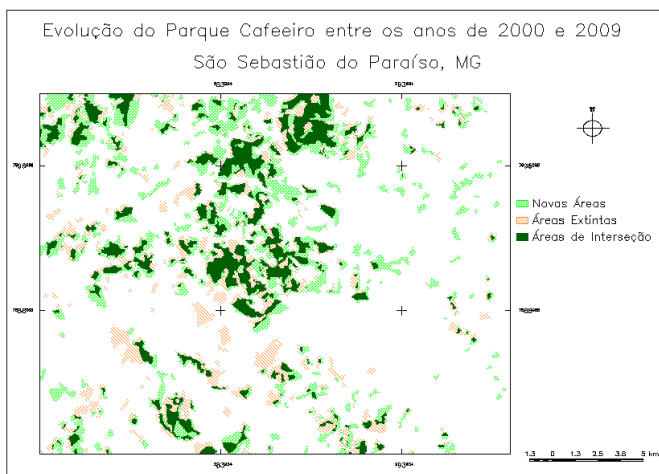 Evolução do Parque Cafeeiro entre os anos de 2000 e 2009
São Sebastião do Paraíso, MG
N
Novas Áreas
Áreas Extintas
Áreas de Interseção
1.3 0 1.3 2.5 3.8 5 km